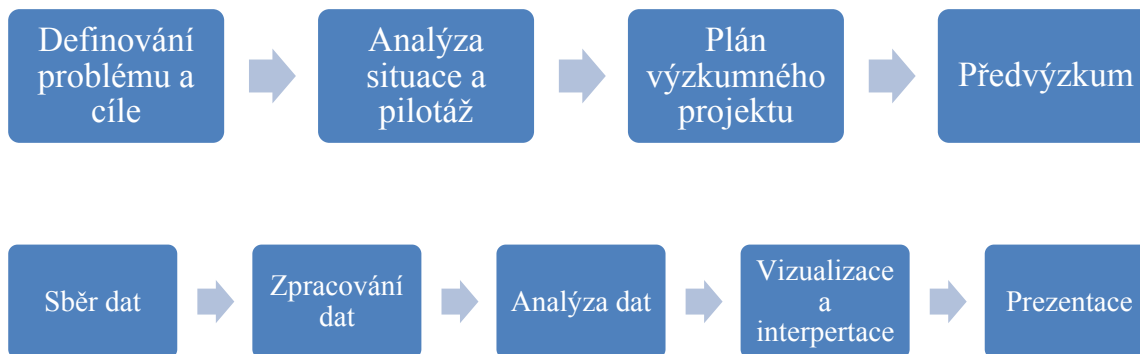 Definování
problému a
cíle
Analýza
situace a
pilotáž
Plán
výzkumného
projektu
Předvýzkum
Sběr dat
Zpracování
dat
Analýza dat
Vizualizace
a
interpertace
Prezentace